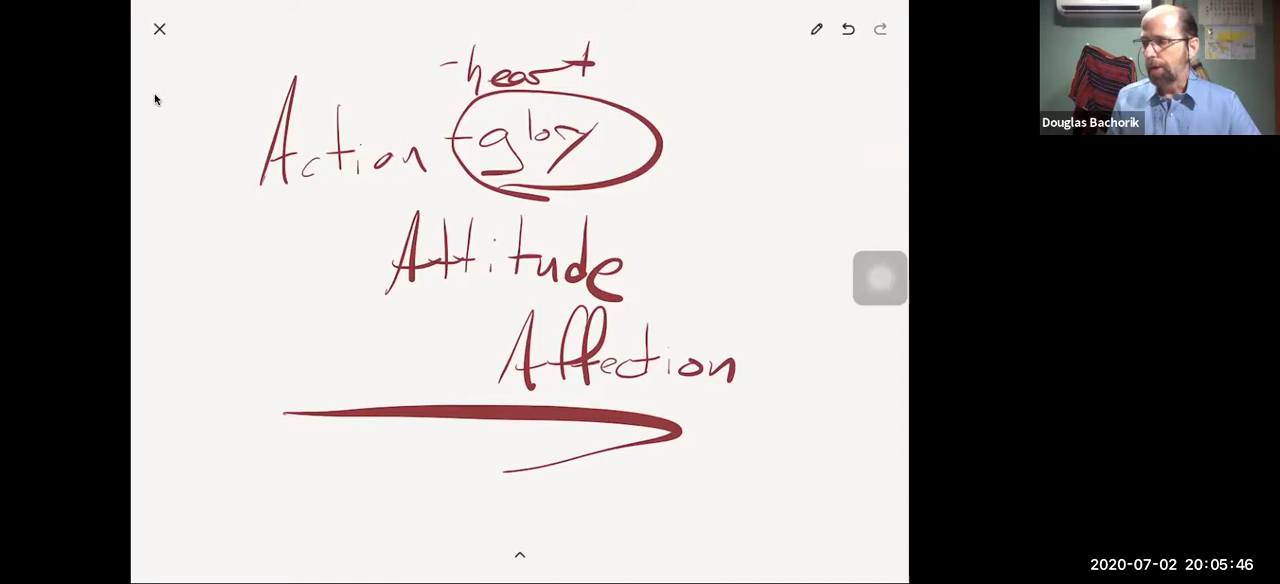 - heart
Action - glory
Attitude
Affection
Douglas Bachorik
2020-07-02 20:05:46